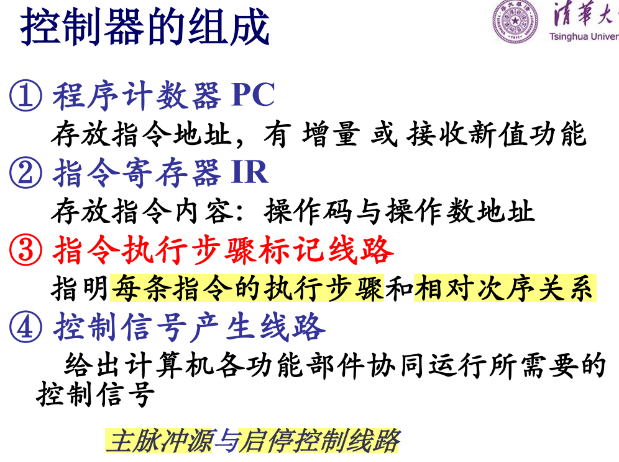 控制器的组成
清华大
Tsinghua Univer
① 程序计数器 PC
存放指令地址，有 增量 或 接收新值功能
② 指令寄存器 IR
存放指令内容：操作码与操作数地址
③ 指令执行步骤标记线路
指明每条指令的执行步骤和相对次序关系
④ 控制信号产生线路
给出计算机各功能部件协同运行所需要的
控制信号
主脉冲源与启停控制线路